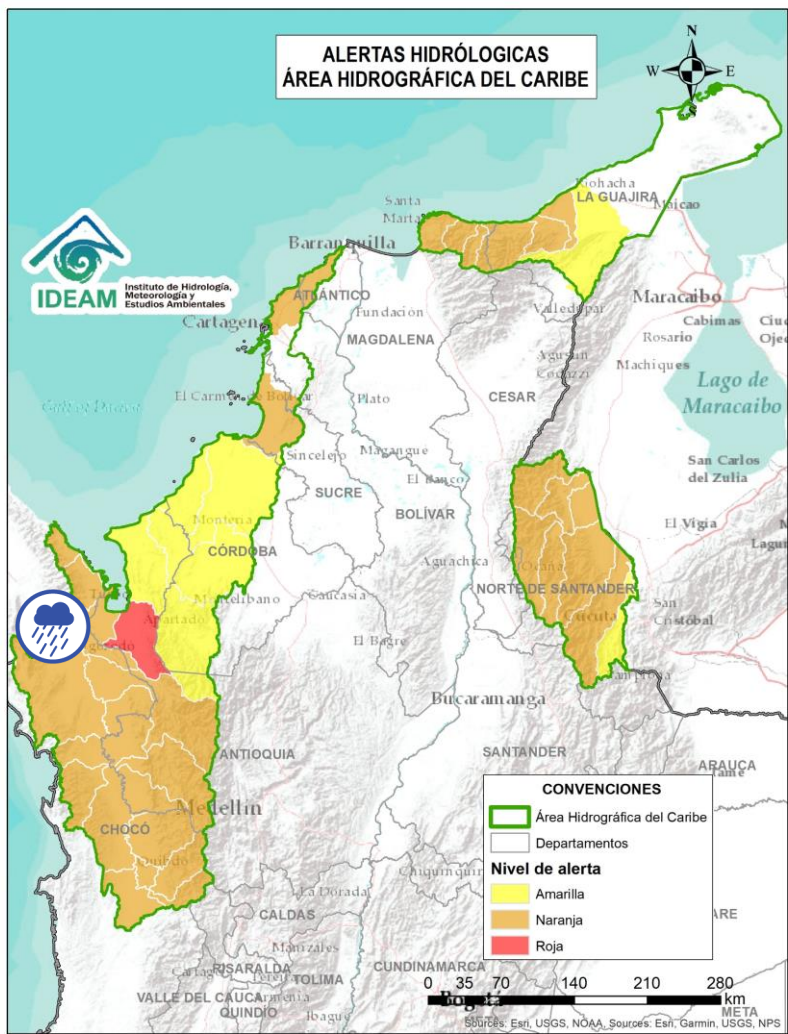 ALERTAS HIDRÓLOGICAS
ÁREA HIDROGRÁFICA DEL CARIBE
N
W
E
S
LA GUAJIRA
Maicao
Santa
Marta
Barranquilla
IDEAM
Instituto de Hidrología,
Meteorología y
Estudios Ambientales
ATLÁNTICO
Maracaibo
Fundación
Valledupar
Cabimas
MAGDALENA
Rosario
Agustín
Codazzi
Machiques
CESAR
Lago de
Maracaibo
El Carmen de Bolívar
Plato
Sincelejo
Magangue
San Carlos
del Zulia
El Banco
SUCRE
BOLÍVAR
Montería
El Vigía
CÓRDOBA
Aguachica
Ocaña
Montelibano
Caucasia
NORTE DE SANTANDER
San
Cristóbal
Turbo
Apartadó
Cúcuta
El Bagre
Bucaramanga
ANTIOQUIA
SANTANDER
ARAUCA
Medellín
CHOCÓ
Quibdó
CONVENCIONES
Área Hidrográfica del Caribe
Departamentos
Nivel de alerta
Amarilla
Naranja
Roja
La Dorada
CALDAS
Manizales
RISARALDA
TOLIMA
CUNDINAMARCA
VALLE DEL CAUCA
QUINDÍO
Ibague
0 35 70 140 210 280
km
META
Sources: Esri, USGS, NOAA, Sources: Esri, Garmin, USGS, NPS